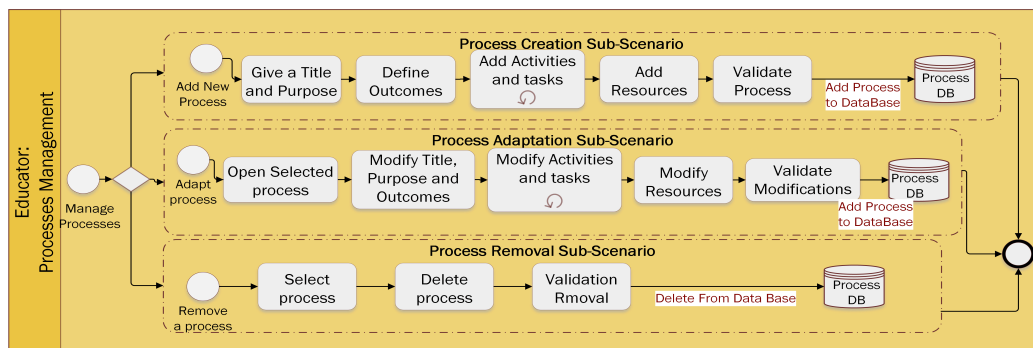 Educator:
Processes Management
Manage
Processes
Process Creation Sub-Scenario
Add New
Process
Give a Title
and Purpose
Define
Outcomes
Add Activities
and tasks
Add
Resources
Validate
Process
Add Process
to DataBase
Process
DB
Process Adaptation Sub-Scenario
Adapt
process
Open Selected
process
Modify Title,
Purpose and
Outcomes
Modify Activities
and tasks
Modify
Resources
Validate
Modifications
Add Process
to DataBase
Process
DB
Process Removal Sub-Scenario
Remove
a process
Select
process
Delete
process
Validation
Rmoval
Delete From Data Base
Process
DB